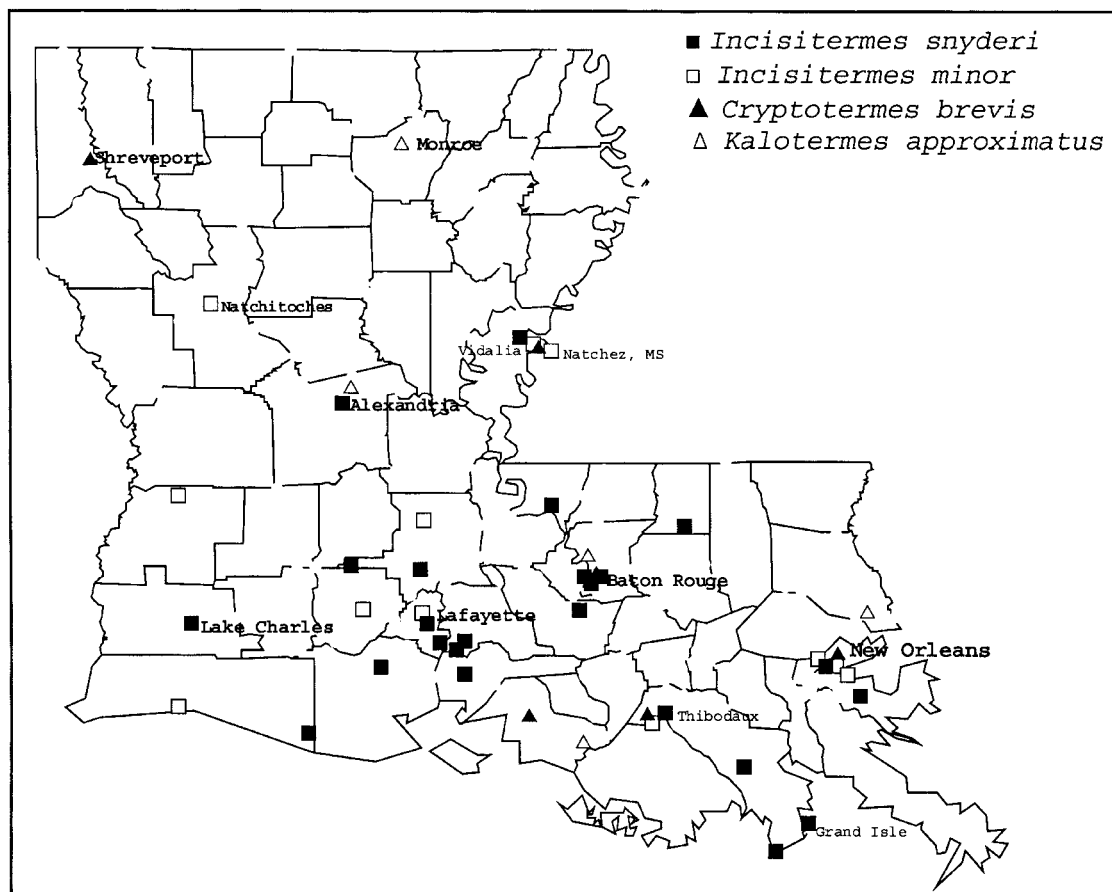 Incisitermes snyderi
Incisitermes minor
Cryptotermes brevis
Kalotermes approximatus
Monroe
Shreveport
Natchitoches
Vidalia
Natchez, MS
Alexandria
Baton Rouge
Lafayette
Lake Charles
New Orleans
Thibodaux
Grand Isle